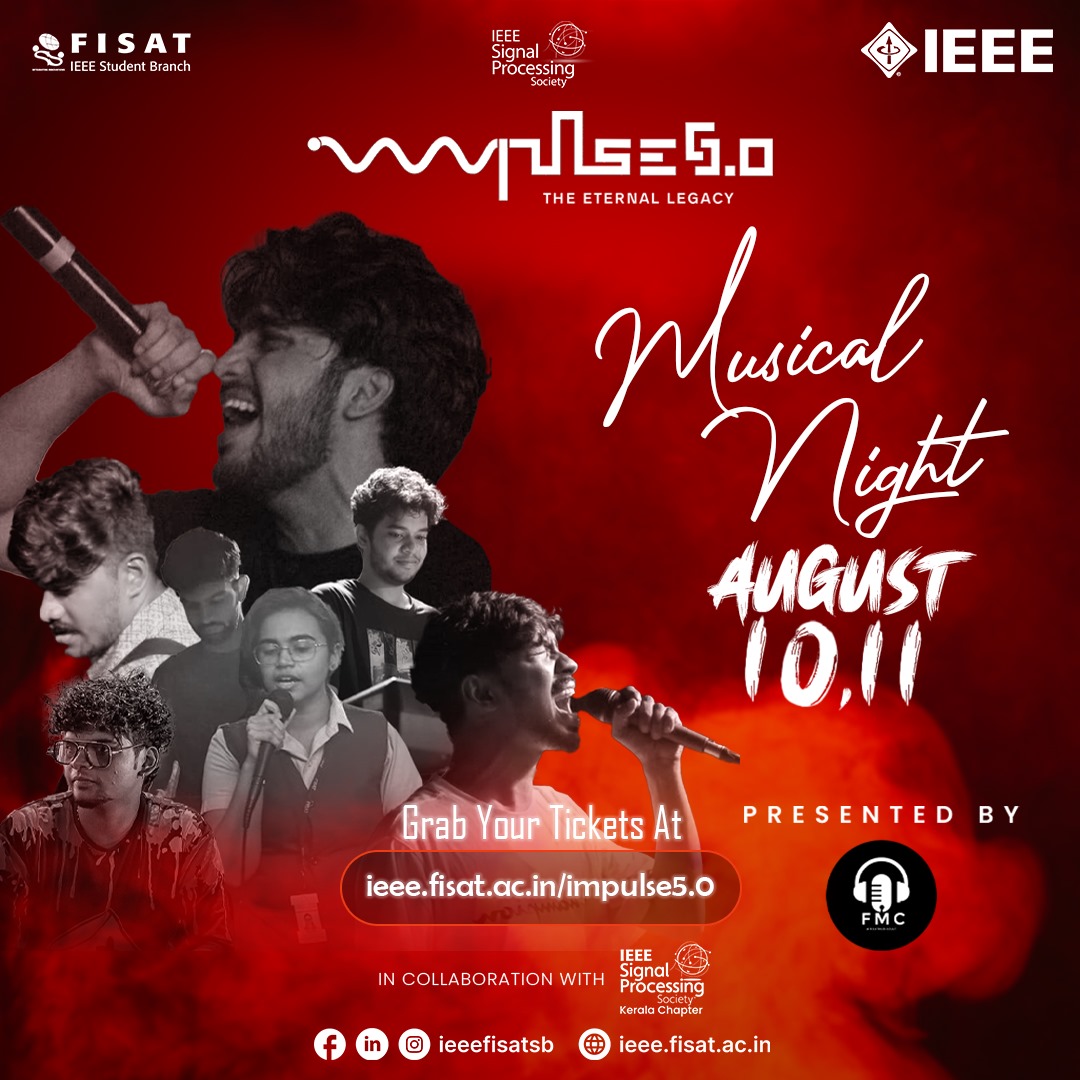 FISAT
IEEE Student Branch
IEEE
Signal
Processing
Society
IEEE
impulse5.0
THE ETERNAL LEGACY
Musical
Night
AUGUST
10,11
PRESENTED BY
FMC
Grab Your Tickets At
ieee.fisat.ac.in/impulse5.0
IN COLLABORATION WITH
IEEE
Signal
Processing
Society
Kerala Chapter
ieeefisatsb
ieee.fisat.ac.in